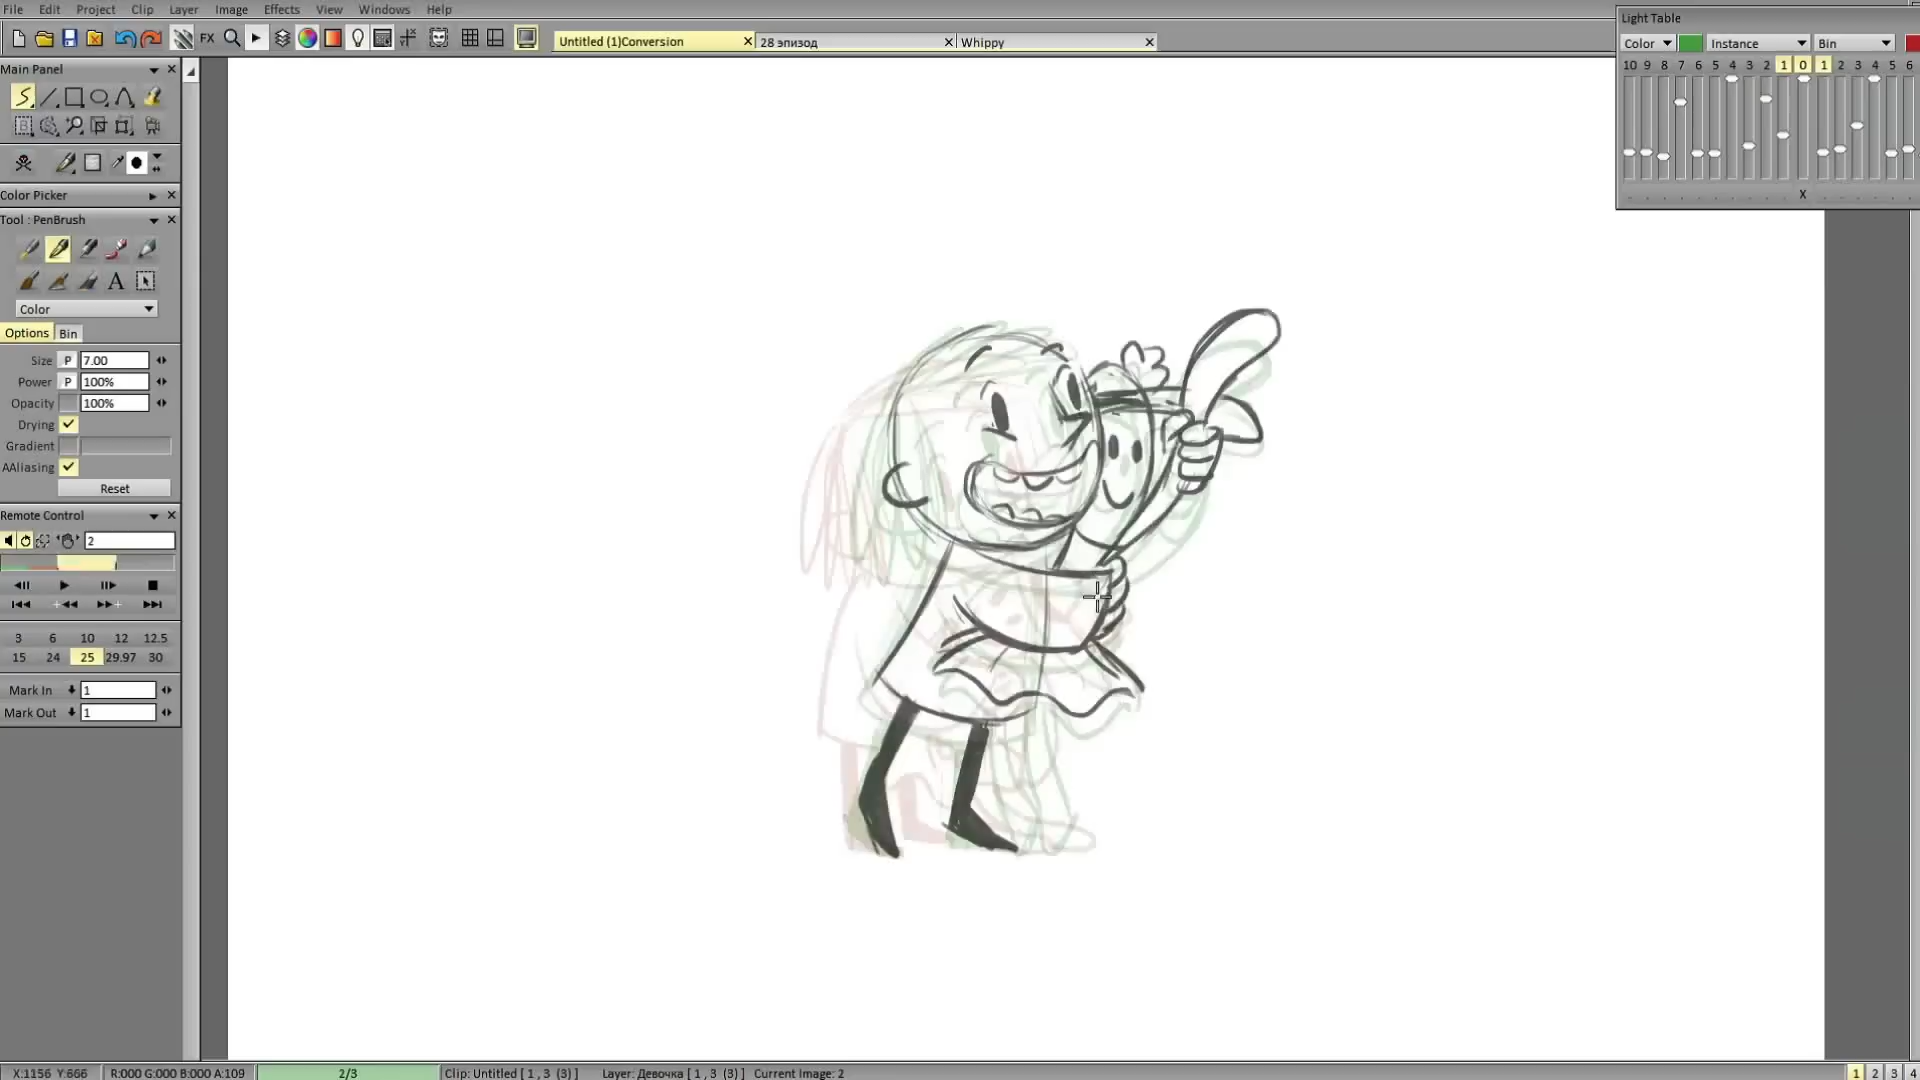 File Edit Project Clip Layer Image Effects View Windows Help
Light Table
FX
Untitled (1)Conversion
28 эпизод
Whippy
Color Instance Bin
10 9 8 7 6 5 4 3 2 1 0 1 2 3 4 5 6
X
Main Panel
Color Picker
Tool : PenBrush
A
Color
Options Bin
Size P 7.00
Power P 100%
Opacity 100%
Drying
Gradient
AAliasing
Reset
Remote Control
2
3 6 10 12 12.5
15 24 25 29.97 30
Mark In 1
Mark Out 1
X:1156 Y:666 R:000 G:000 B:000 A:109 2/3 Clip: Untitled [ 1 , 3 (3) ] Layer: Девочка [ 1 , 3 (3) ] Current Image: 2 1 2 3 4